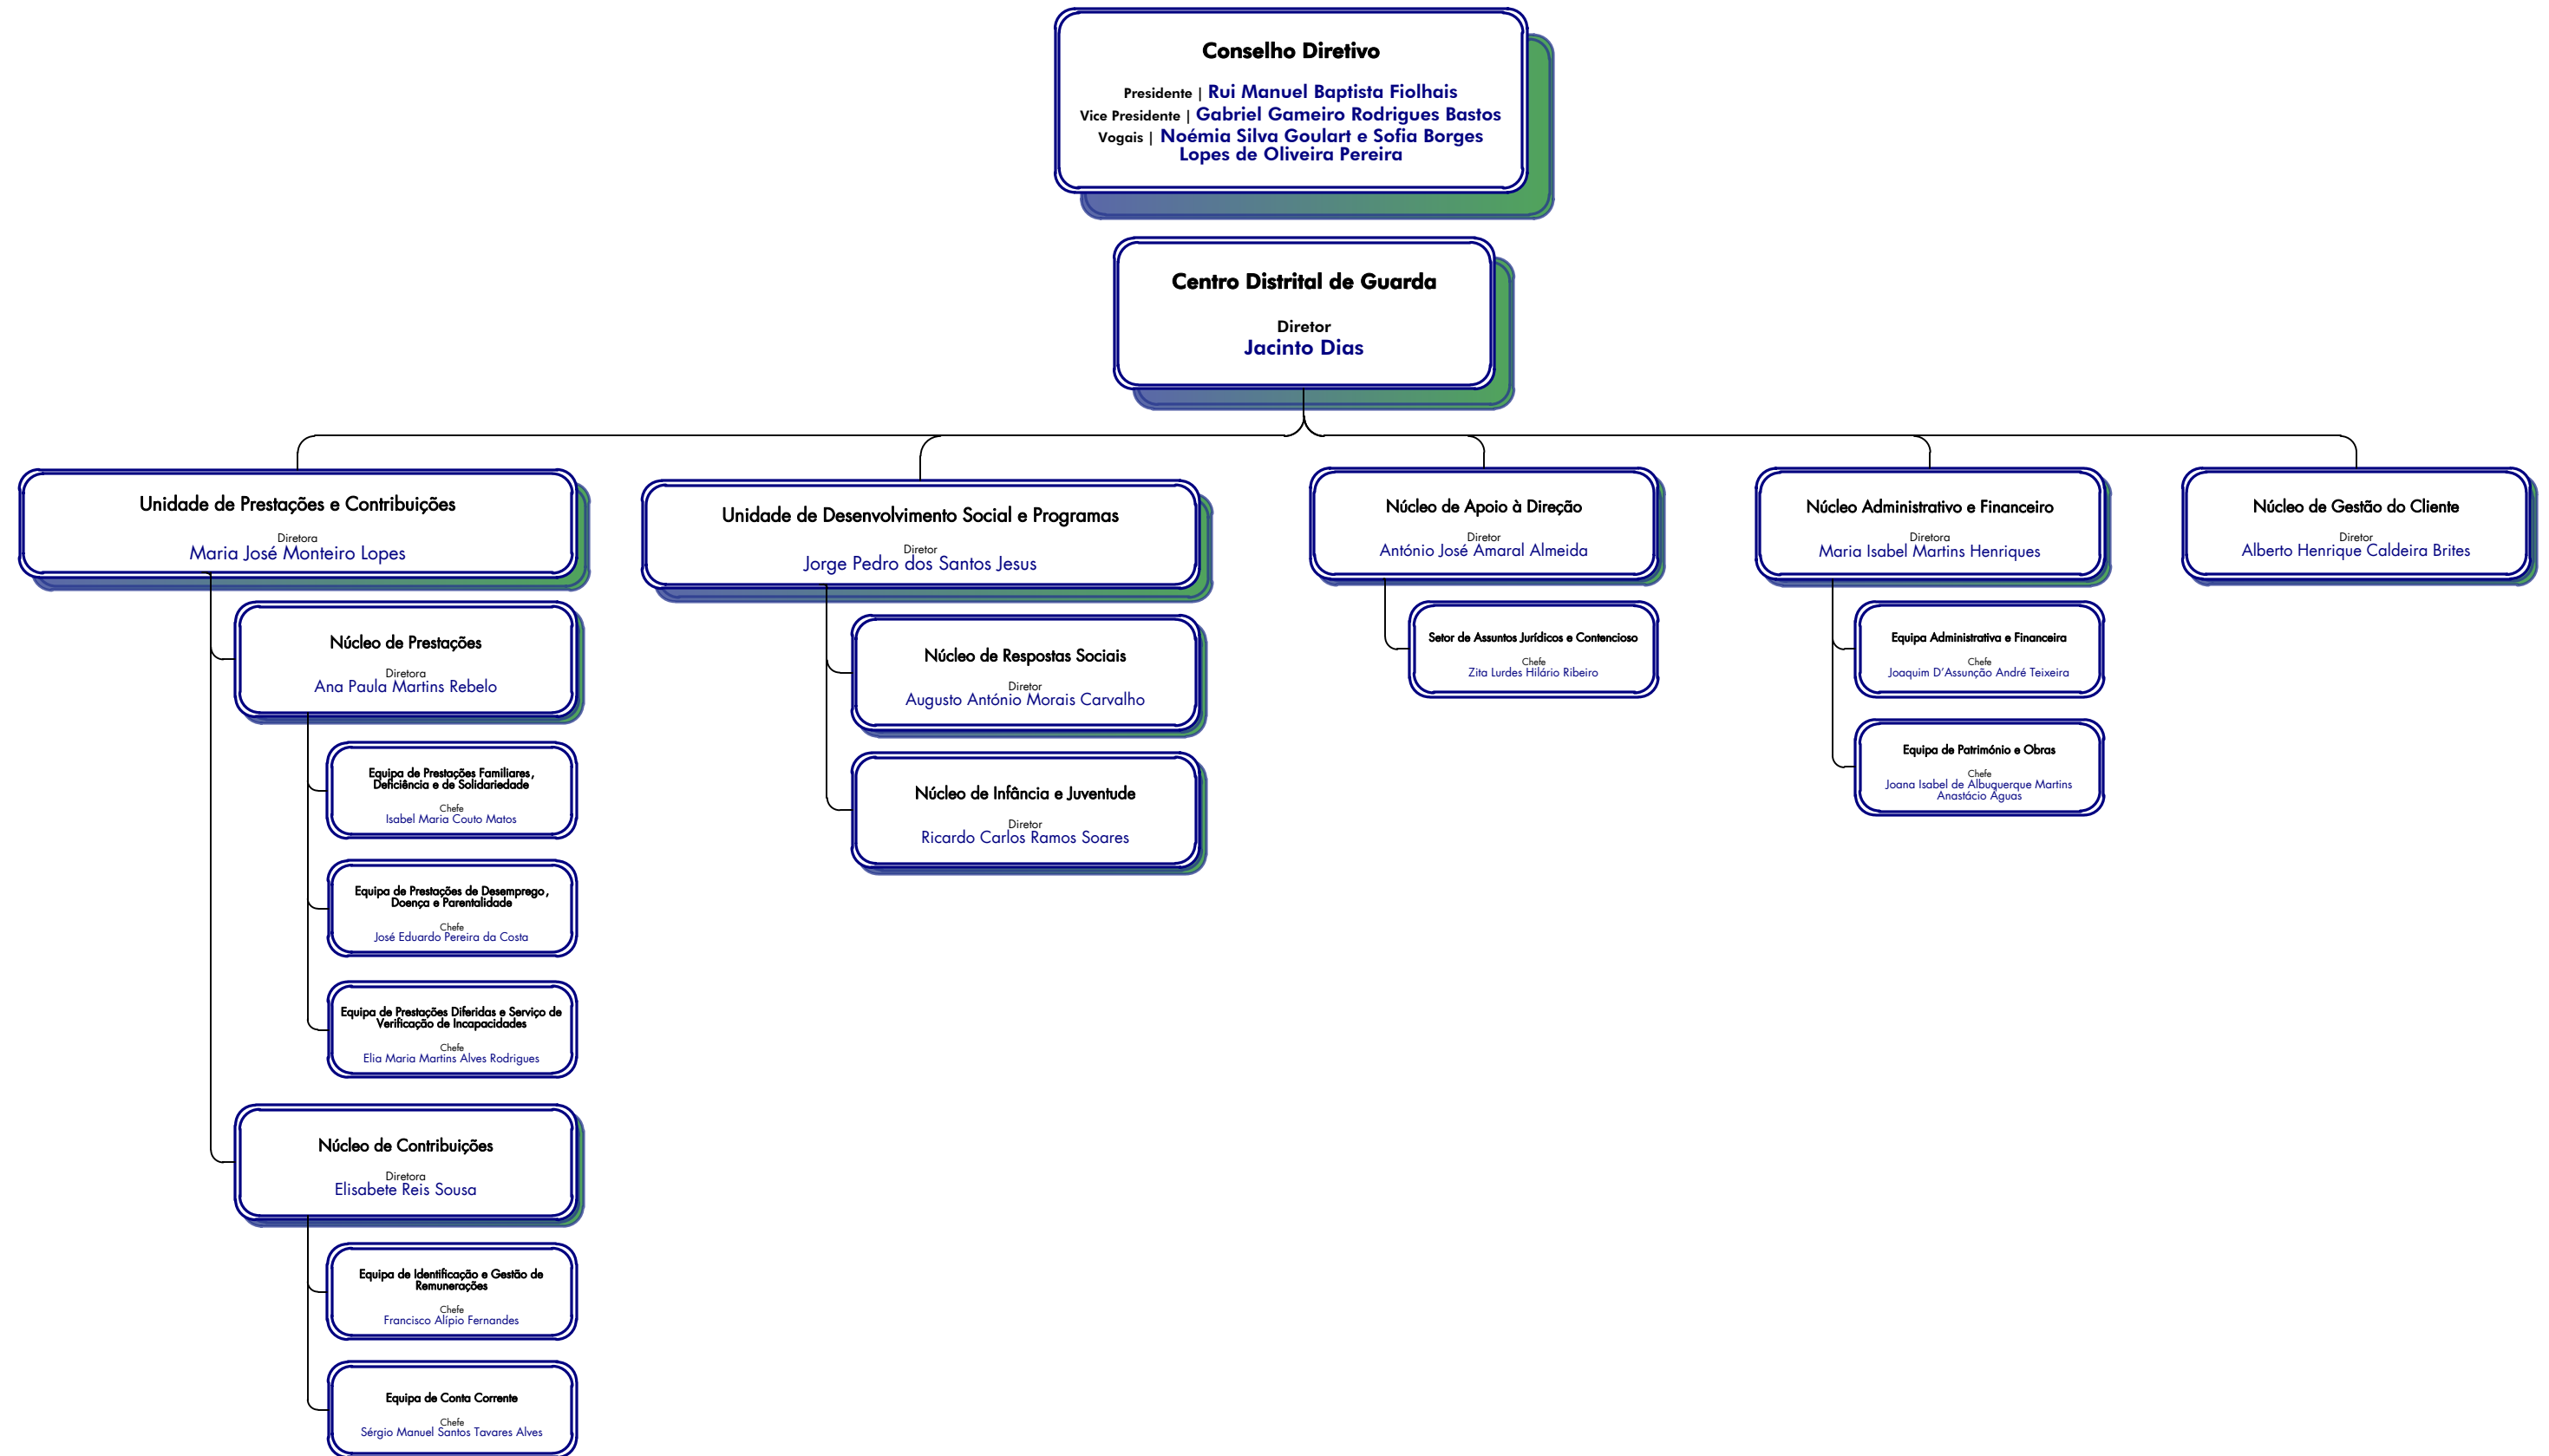 Conselho Diretivo
Presidente | Rui Manuel Baptista Fiolhais
Vice Presidente | Gabriel Gameiro Rodrigues Bastos
Vogais | Noémia Silva Goulart e Sofia Borges
Lopes de Oliveira Pereira
Centro Distrital de Guarda
Diretor
Jacinto Dias
Unidade de Prestações e Contribuições
Diretora
Maria José Monteiro Lopes
Núcleo de Prestações
Diretora
Ana Paula Martins Rebelo
Equipa de Prestações Familiares,
Deficiência e de Solidariedade
Chefe
Isabel Maria Couto Matos
Equipa de Prestações de Desemprego,
Doença e Parentalidade
Chefe
José Eduardo Pereira da Costa
Equipa de Prestações Diferidas e Serviço de
Verificação de Incapacidades
Chefe
Elia Maria Martins Alves Rodrigues
Núcleo de Contribuições
Diretora
Elisabete Reis Sousa
Equipa de Identificação e Gestão de
Remunerações
Chefe
Francisco Alípio Fernandes
Equipa de Conta Corrente
Chefe
Sérgio Manuel Santos Tavares Alves
Unidade de Desenvolvimento Social e Programas
Diretor
Jorge Pedro dos Santos Jesus
Núcleo de Respostas Sociais
Diretor
Augusto António Morais Carvalho
Núcleo de Infância e Juventude
Diretor
Ricardo Carlos Ramos Soares
Núcleo de Apoio à Direção
Diretor
António José Amaral Almeida
Setor de Assuntos Jurídicos e Contencioso
Chefe
Zita Lurdes Hilário Ribeiro
Núcleo Administrativo e Financeiro
Diretora
Maria Isabel Martins Henriques
Equipa Administrativa e Financeira
Chefe
Joaquim D'Assunção André Teixeira
Equipa de Património e Obras
Chefe
Joana Isabel de Albuquerque Martins
Anastácio Águas
Núcleo de Gestão do Cliente
Diretor
Alberto Henrique Caldeira Brites